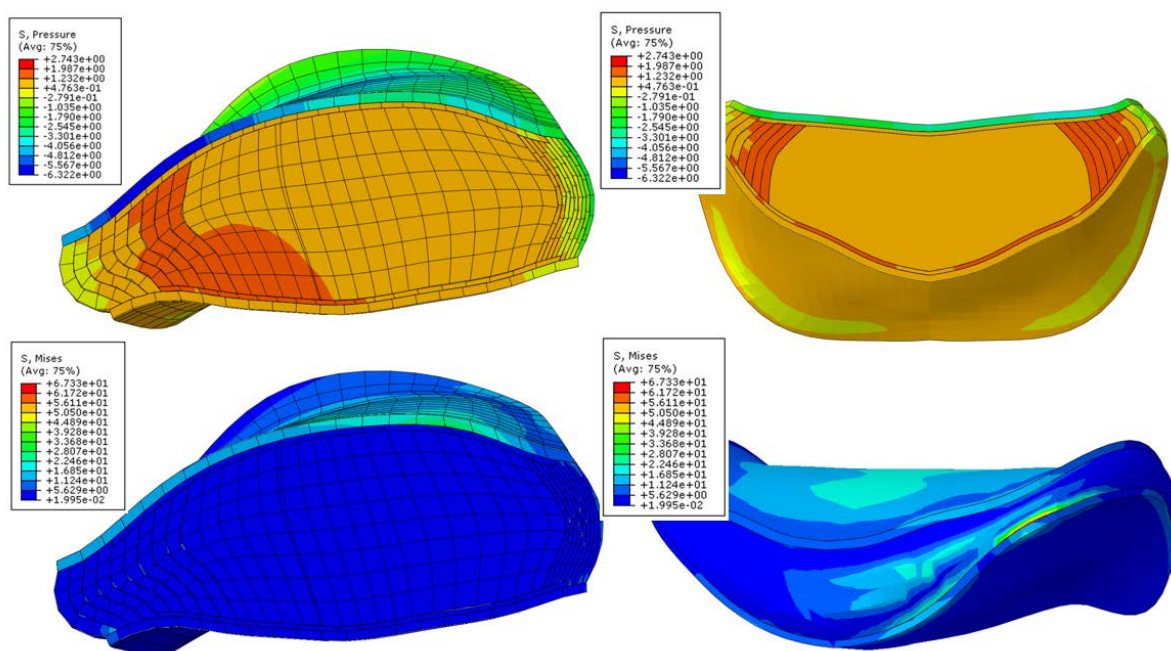 S, Pressure
(Avg: 75%)
+2.743e+00
+1.987e+00
+1.232e+00
+4.763e-01
-2.791e-01
-1.035e+00
-1.790e+00
-2.545e+00
-3.301e+00
-4.056e+00
-4.812e+00
-5.567e+00
-6.322e+00
S, Pressure
(Avg: 75%)
+2.743e+00
+1.987e+00
+1.232e+00
+4.763e-01
-2.791e-01
-1.035e+00
-1.790e+00
-2.545e+00
-3.301e+00
-4.056e+00
-4.812e+00
-5.567e+00
-6.322e+00
S, Mises
(Avg: 75%)
+6.733e+01
+6.172e+01
+5.611e+01
+5.050e+01
+4.489e+01
+3.928e+01
+3.368e+01
+2.807e+01
+2.246e+01
+1.685e+01
+1.124e+01
+5.629e+00
+1.995e-02
S, Mises
(Avg: 75%)
+6.733e+01
+6.172e+01
+5.611e+01
+5.050e+01
+4.489e+01
+3.928e+01
+3.368e+01
+2.807e+01
+2.246e+01
+1.685e+01
+1.124e+01
+5.629e+00
+1.995e-02